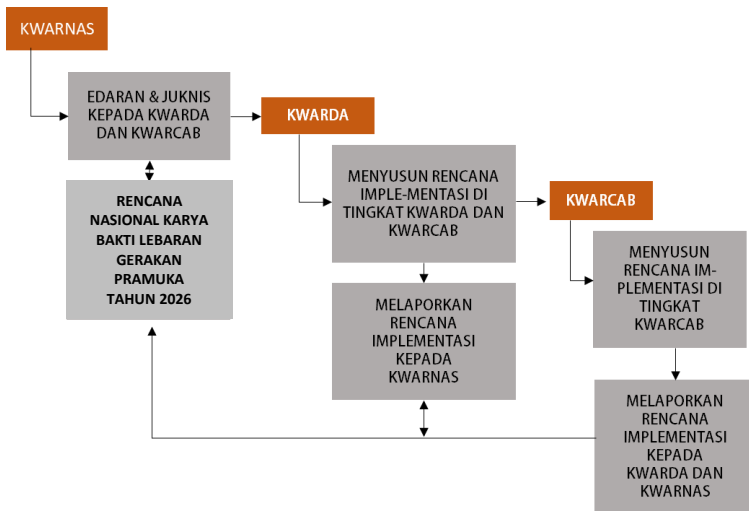 KWARNAS
EDARAN & JUKNIS
KEPADA KWARDA
DAN KWARCAB
RENCANA
NASIONAL KARYA
BAKTI LEBARAN
GERAKAN
PRAMUKA
TAHUN 2026
KWARDA
MENYUSUN RENCANA
IMPLE-MENTASI DI
TINGKAT KWARDA DAN
KWARCAB
MELAPORKAN
RENCANA
IMPLEMENTASI
KEPADA
KWARNAS
KWARCAB
MENYUSUN
RENCANA IM-
PLEMENTASI DI
TINGKAT
KWARCAB
MELAPORKAN
RENCANA
IMPLEMENTASI
KEPADA
KWARDA DAN
KWARNAS